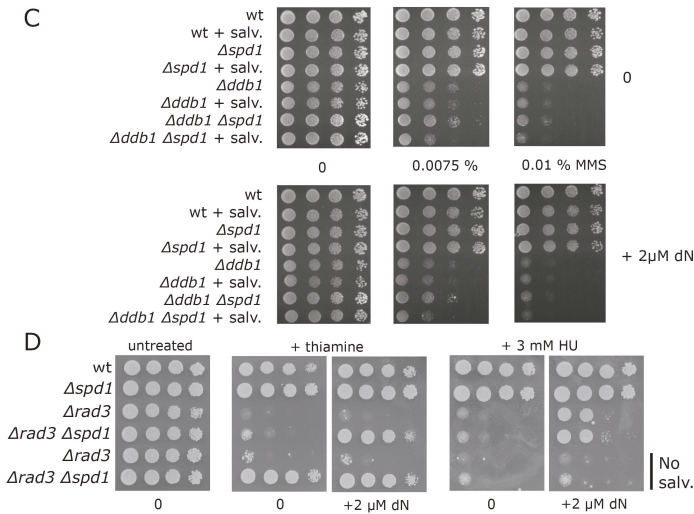 C
wt
wt + salv.
Δspd1
Δspd1 + salv.
Δddb1
Δddb1 + salv.
Δddb1 Δspd1
Δddb1 Δspd1 + salv.
0
0 0.0075 % 0.01 % MMS
wt
wt + salv.
Δspd1
Δspd1 + salv.
Δddb1
Δddb1 + salv.
Δddb1 Δspd1
Δddb1 Δspd1 + salv.
+ 2µM dN
D
untreated + thiamine + 3 mM HU
wt
Δspd1
Δrad3
Δrad3 Δspd1
Δrad3
Δrad3 Δspd1
No
salv.
0 0 +2 µM dN 0 +2 µM dN